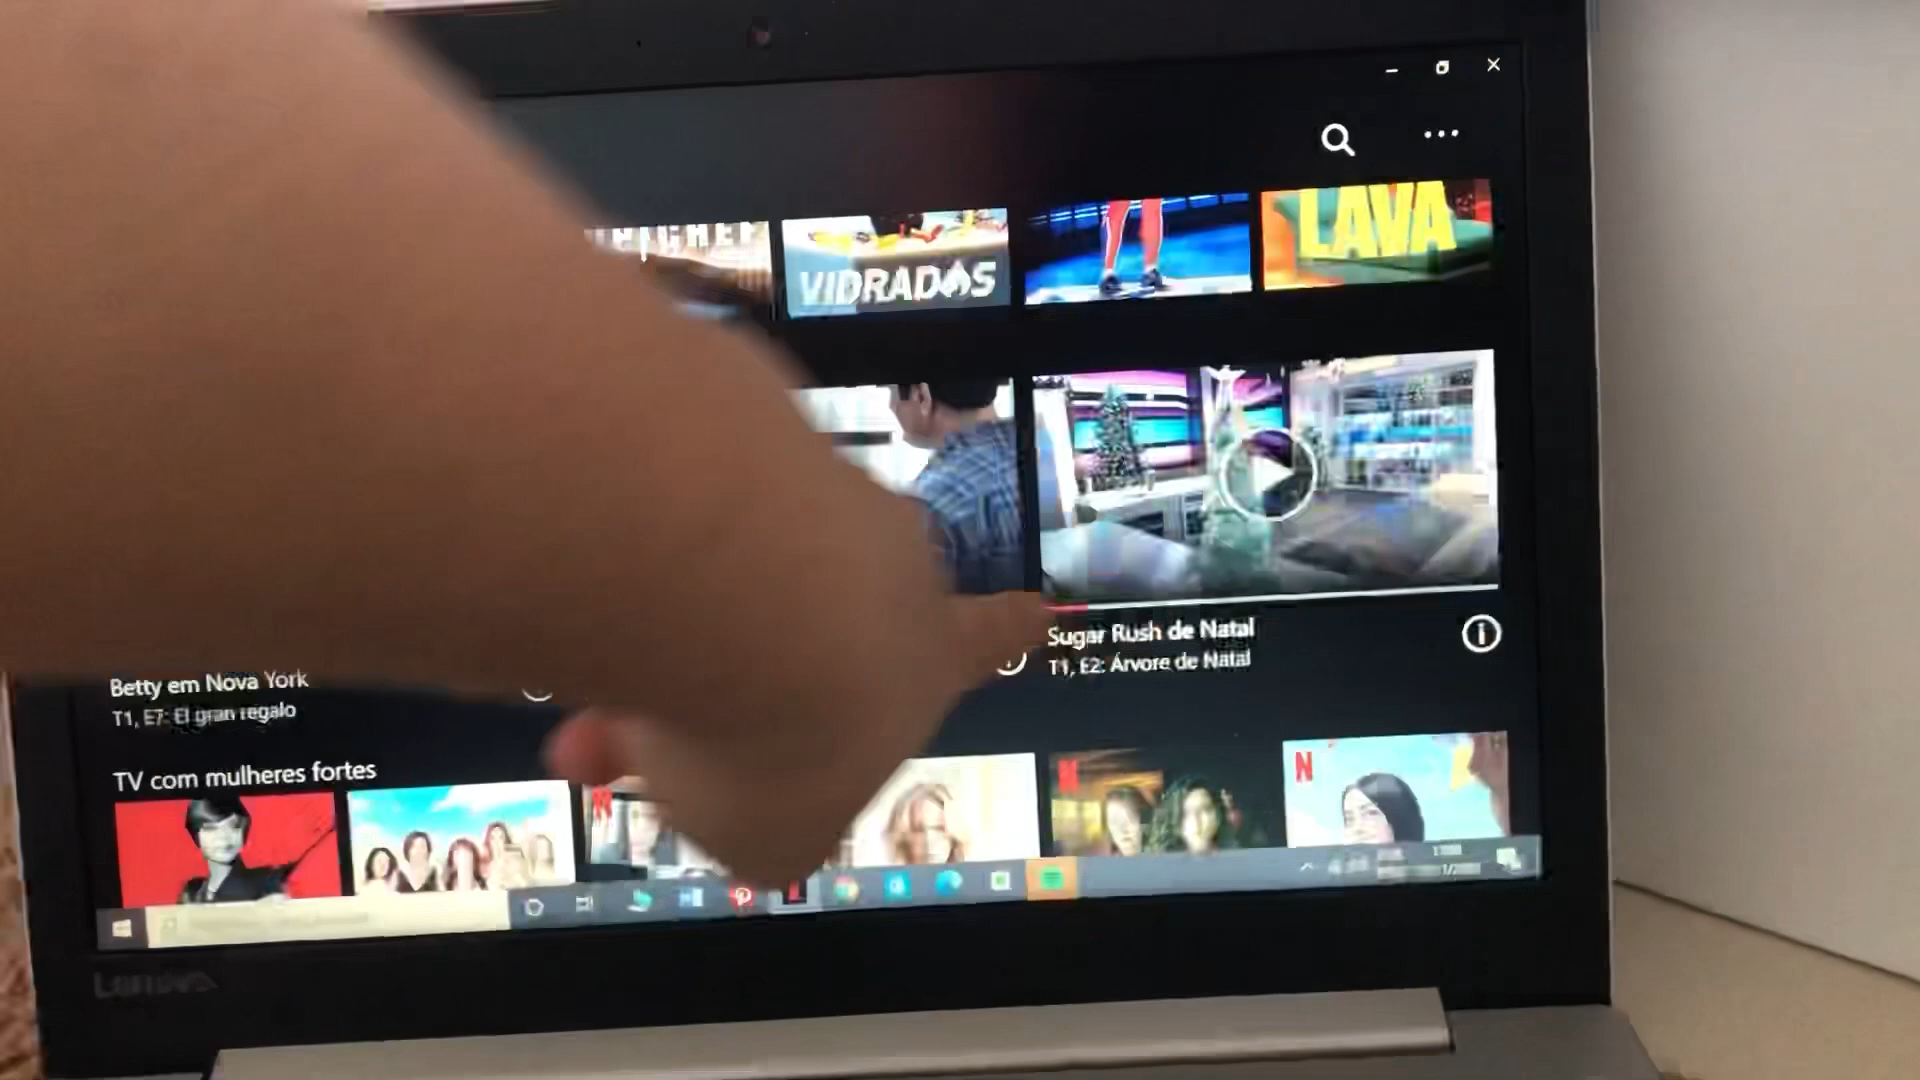 VIDRADOS
LAVA
Sugar Rush de Natal
T1, E2: Árvore de Natal
Betty em Nova York
T1, E7: El gran regalo
TV com mulheres fortes
N
N
N
Lenovo